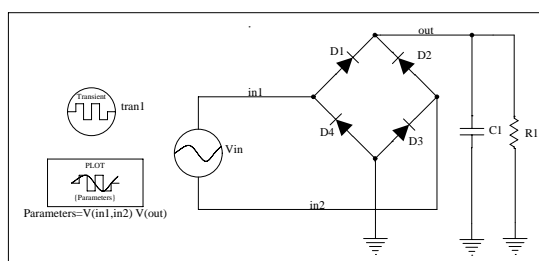 out
D1
D2
Transient
in1
tran1
D4
D3
C1
R1
Vin
PLOT
{Parameters}
in2
Parameters=V(in1,in2) V(out)